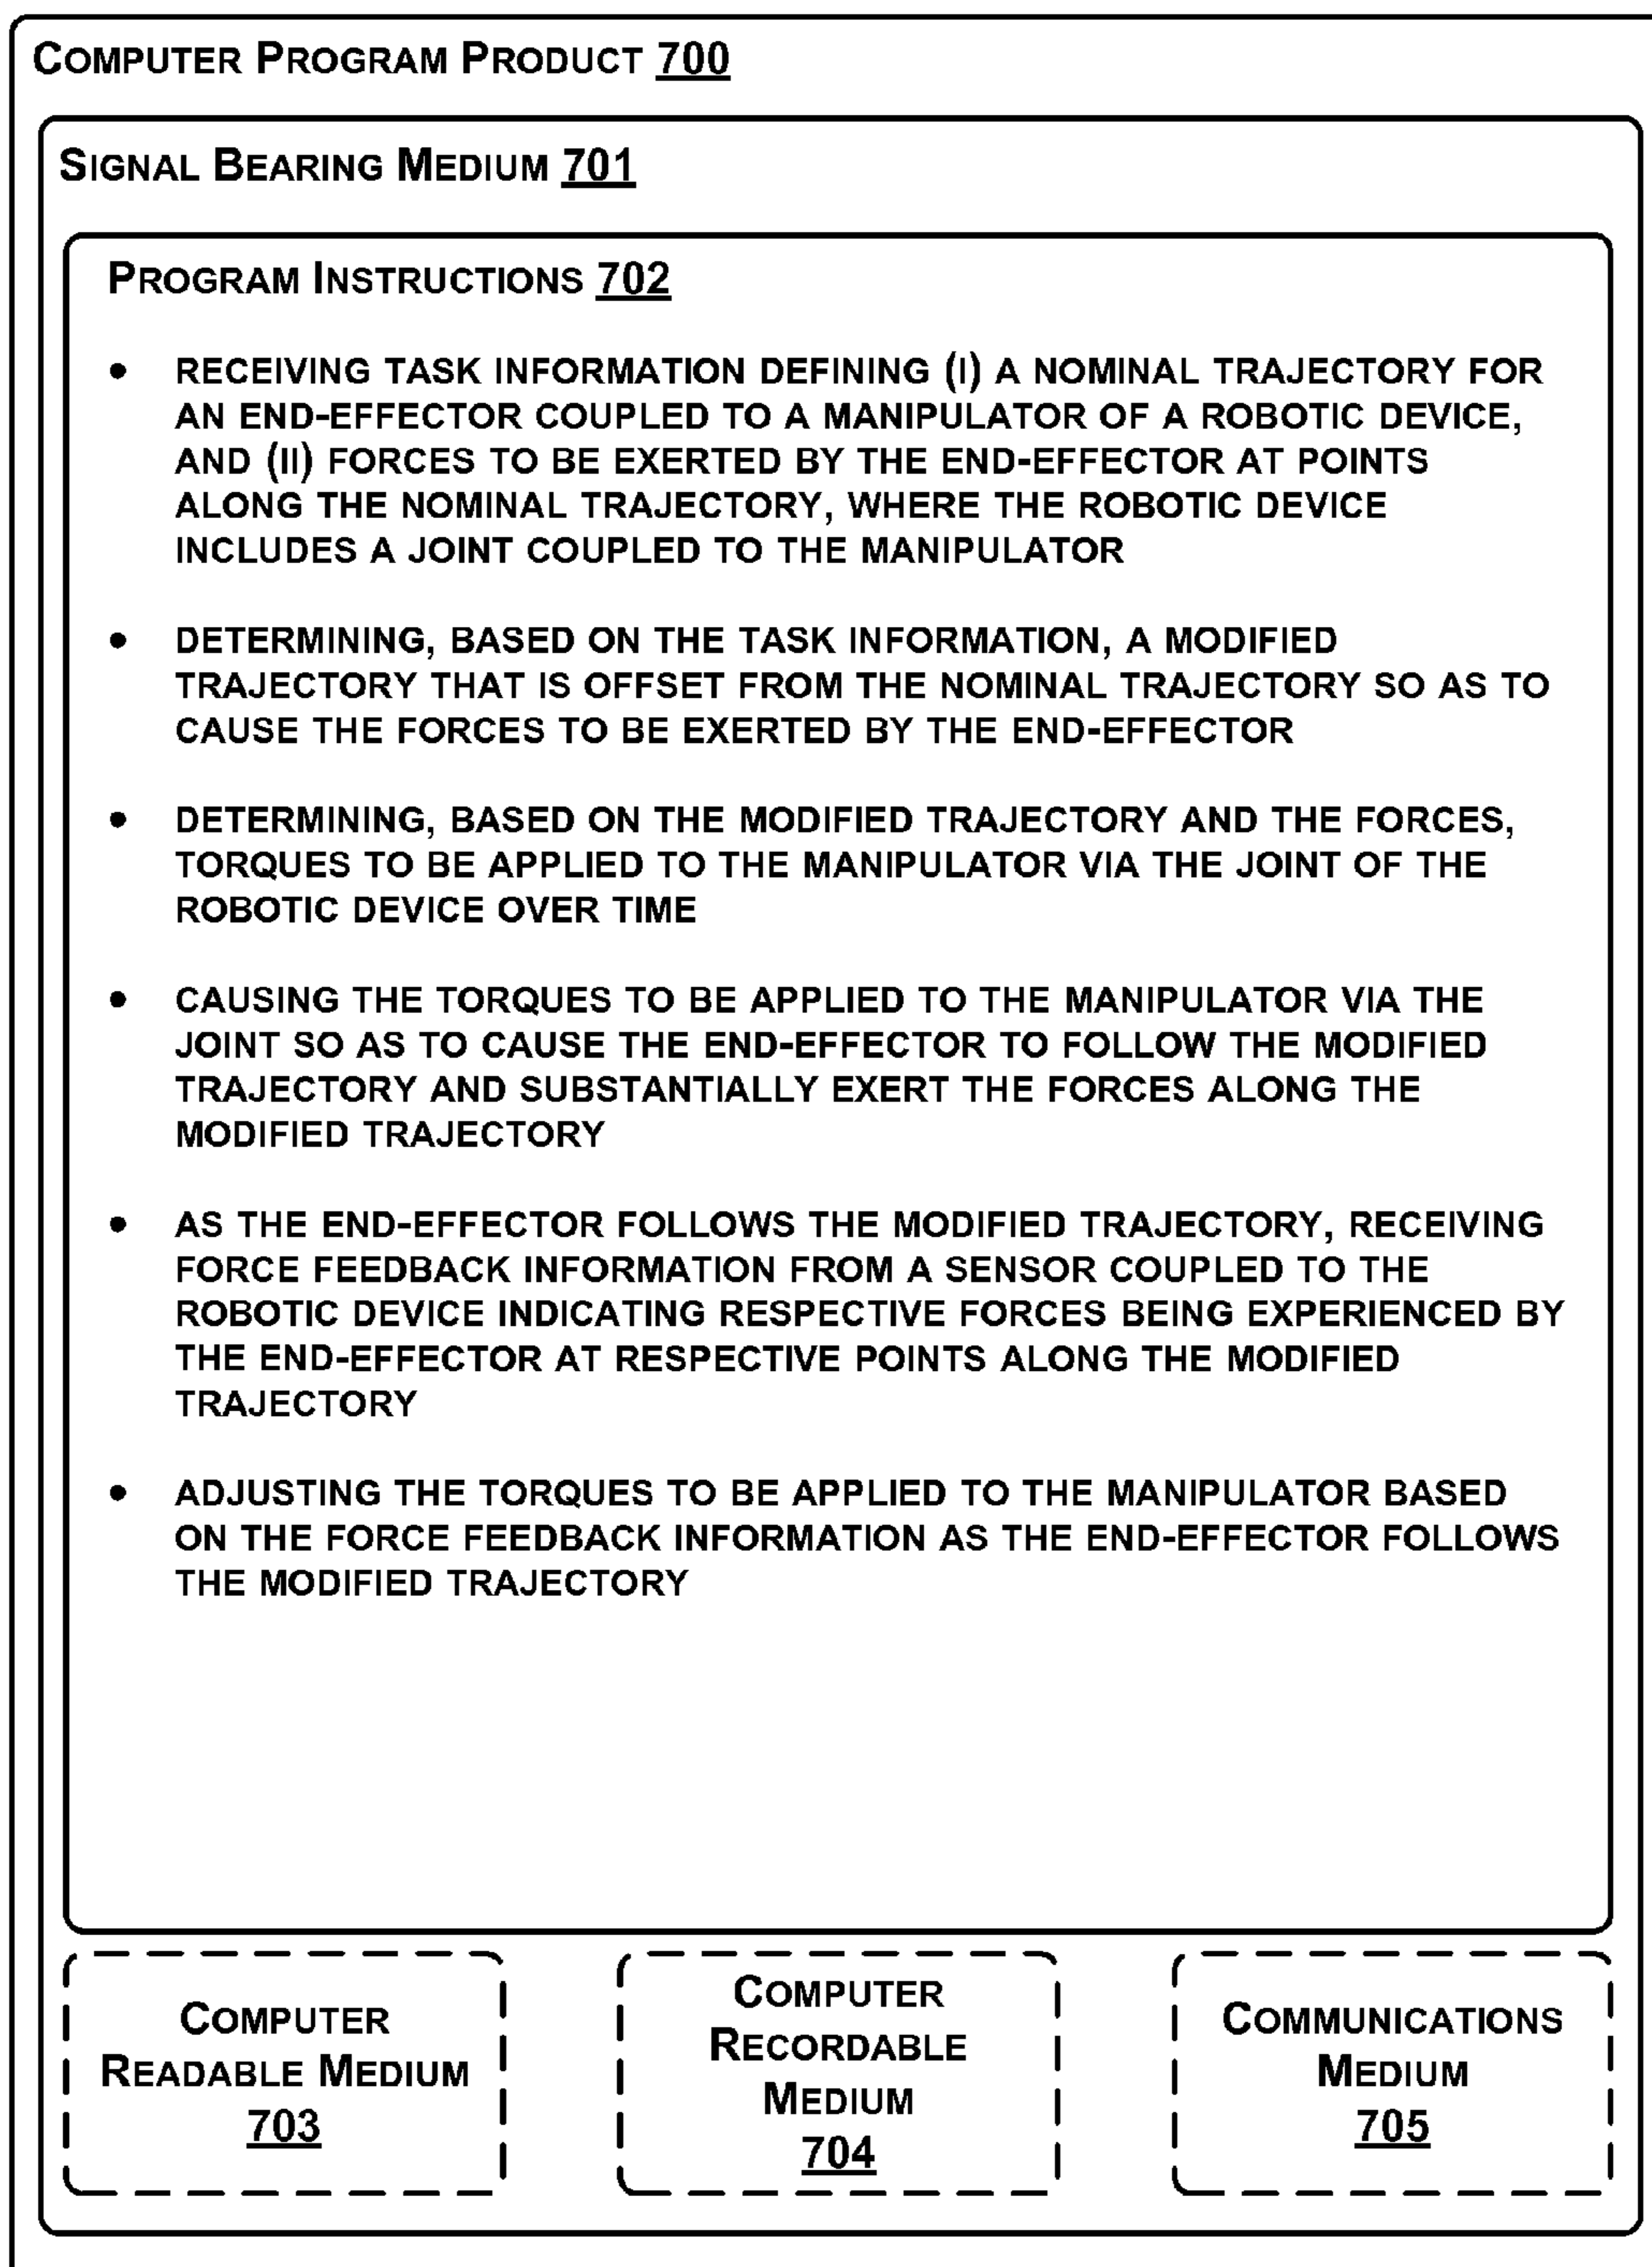 COMPUTER PROGRAM PRODUCT 700
SIGNAL BEARING MEDIUM 701
PROGRAM INSTRUCTIONS 702
• RECEIVING TASK INFORMATION DEFINING (I) A NOMINAL TRAJECTORY FOR
AN END-EFFECTOR COUPLED TO A MANIPULATOR OF A ROBOTIC DEVICE,
AND (II) FORCES TO BE EXERTED BY THE END-EFFECTOR AT POINTS
ALONG THE NOMINAL TRAJECTORY, WHERE THE ROBOTIC DEVICE
INCLUDES A JOINT COUPLED TO THE MANIPULATOR
• DETERMINING, BASED ON THE TASK INFORMATION, A MODIFIED
TRAJECTORY THAT IS OFFSET FROM THE NOMINAL TRAJECTORY SO AS TO
CAUSE THE FORCES TO BE EXERTED BY THE END-EFFECTOR
• DETERMINING, BASED ON THE MODIFIED TRAJECTORY AND THE FORCES,
TORQUES TO BE APPLIED TO THE MANIPULATOR VIA THE JOINT OF THE
ROBOTIC DEVICE OVER TIME
• CAUSING THE TORQUES TO BE APPLIED TO THE MANIPULATOR VIA THE
JOINT SO AS TO CAUSE THE END-EFFECTOR TO FOLLOW THE MODIFIED
TRAJECTORY AND SUBSTANTIALLY EXERT THE FORCES ALONG THE
MODIFIED TRAJECTORY
• AS THE END-EFFECTOR FOLLOWS THE MODIFIED TRAJECTORY, RECEIVING
FORCE FEEDBACK INFORMATION FROM A SENSOR COUPLED TO THE
ROBOTIC DEVICE INDICATING RESPECTIVE FORCES BEING EXPERIENCED BY
THE END-EFFECTOR AT RESPECTIVE POINTS ALONG THE MODIFIED
TRAJECTORY
• ADJUSTING THE TORQUES TO BE APPLIED TO THE MANIPULATOR BASED
ON THE FORCE FEEDBACK INFORMATION AS THE END-EFFECTOR FOLLOWS
THE MODIFIED TRAJECTORY
COMPUTER
READABLE MEDIUM
703
COMPUTER
RECORDABLE
MEDIUM
704
COMMUNICATIONS
MEDIUM
705